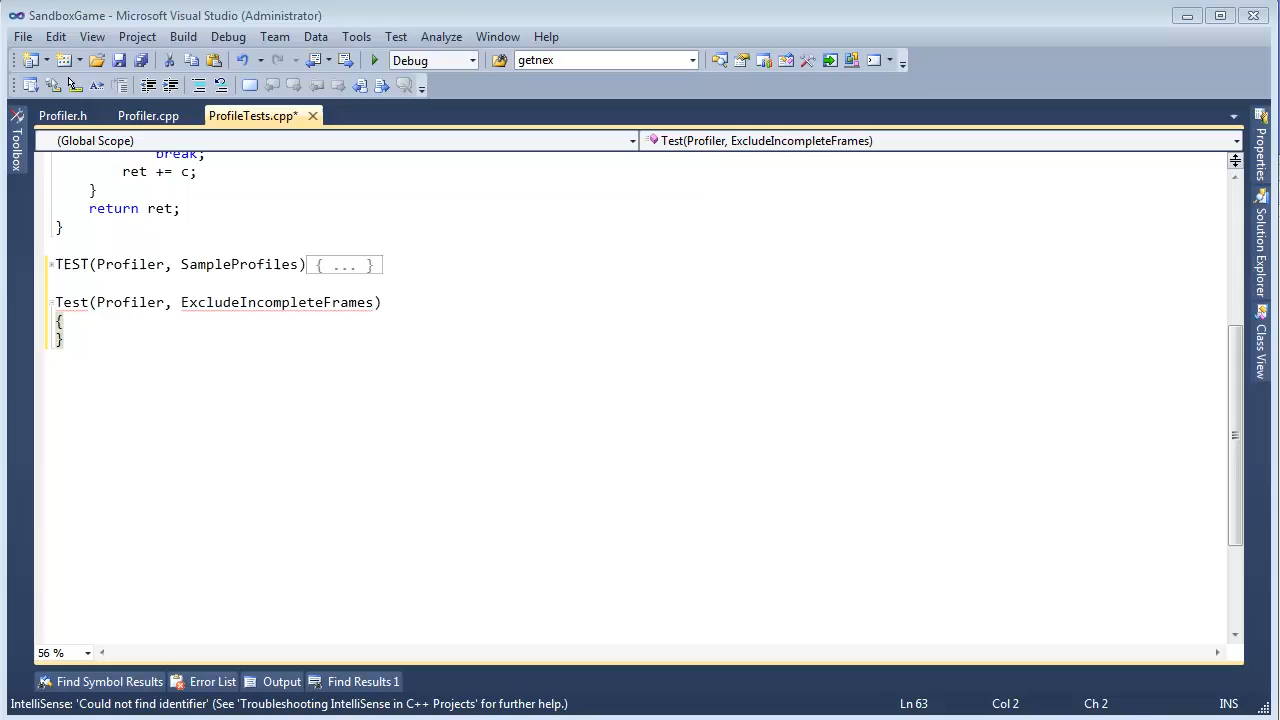 SandboxGame - Microsoft Visual Studio (Administrator)
File Edit View Project Build Debug Team Data Tools Test Analyze Window Help
Debug getnex
Profiler.h Profiler.cpp ProfileTests.cpp*
(Global Scope) Test(Profiler, ExcludeIncompleteFrames)
break;
ret += c;
}
return ret;
}
TEST(Profiler, SampleProfiles){ ... }
Test(Profiler, ExcludeIncompleteFrames)
{
}
56 %
Toolbox
Properties
Solution Explorer
Class View
Find Symbol Results Error List Output Find Results 1
IntelliSense: 'Could not find identifier' (See 'Troubleshooting IntelliSense in C++ Projects' for further help.) Ln 63 Col 2 Ch 2 INS